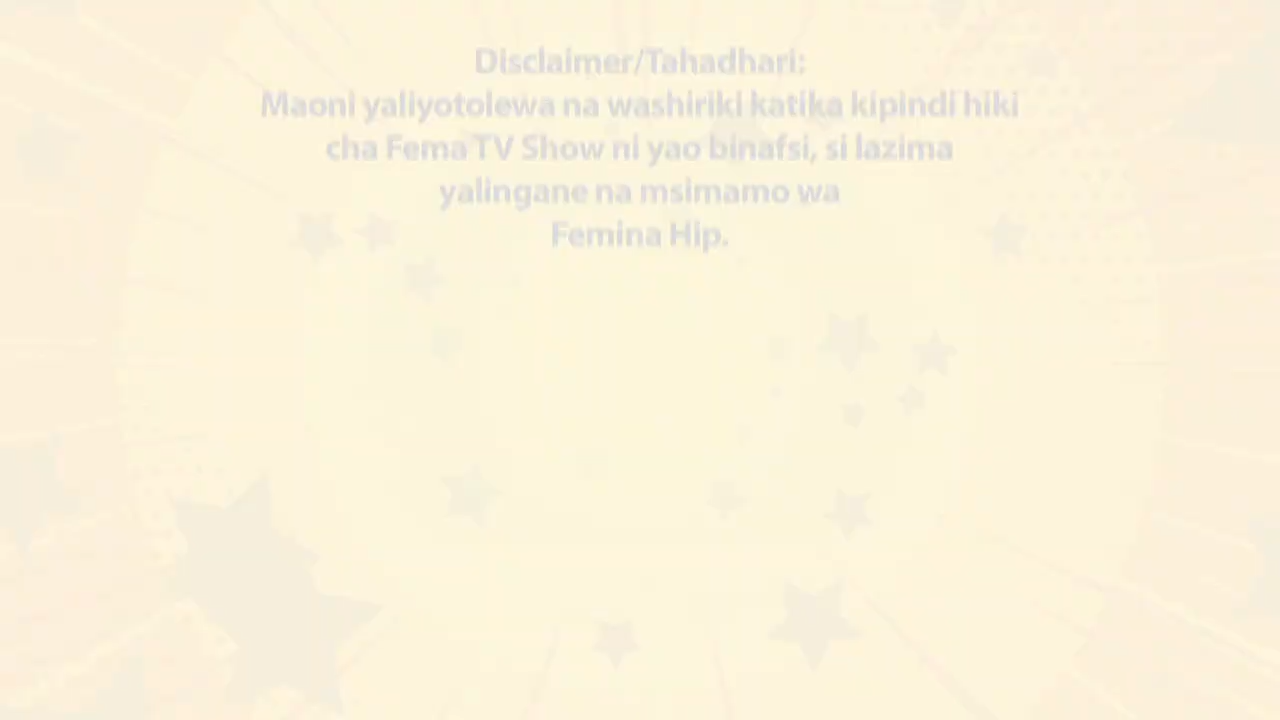 Disclaimer/Tahadhari:
Maoni yaliyotolewa na washiriki katika kipindi hiki
cha Fema TV Show ni yao binafsi, si lazima
yalingane na msimamo wa
Femina Hip.